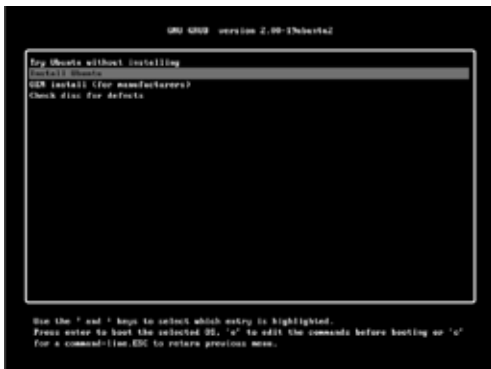 GNU GRUB version 2.00-19ubuntu2
Try Ubuntu without installing
Install Ubuntu
OEM install (for manufacturers)
Check disc for defects
Use the ↑ and ↓ keys to select which entry is highlighted.
Press enter to boot the selected OS, 'e' to edit the commands before booting or 'c'
for a command-line. ESC to return previous menu.